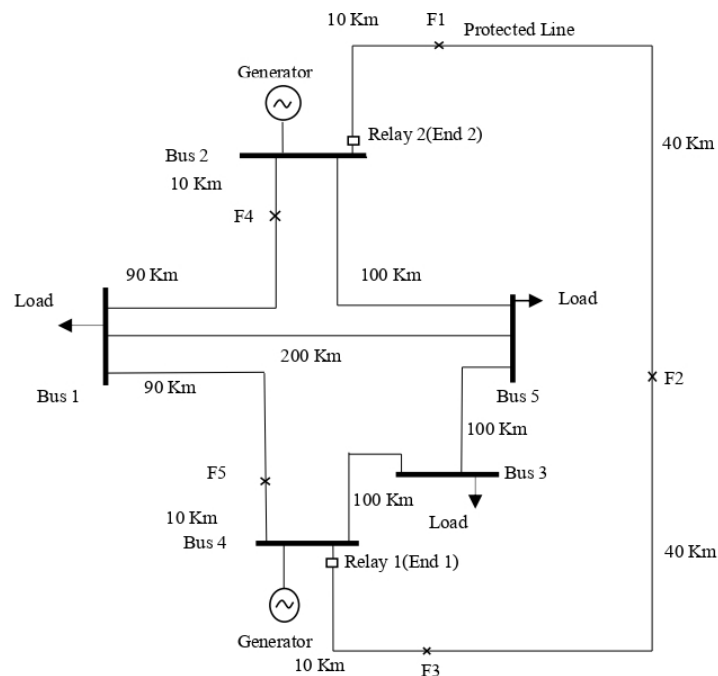 10 Km
F1
Protected Line
Generator
Relay 2(End 2)
Bus 2
40 Km
10 Km
F4
90 Km
100 Km
Load
Load
200 Km
Bus 1
90 Km
Bus 5
F2
100 Km
F5
Bus 3
100 Km
10 Km
Load
Bus 4
40 Km
Relay 1(End 1)
Generator
10 Km
F3